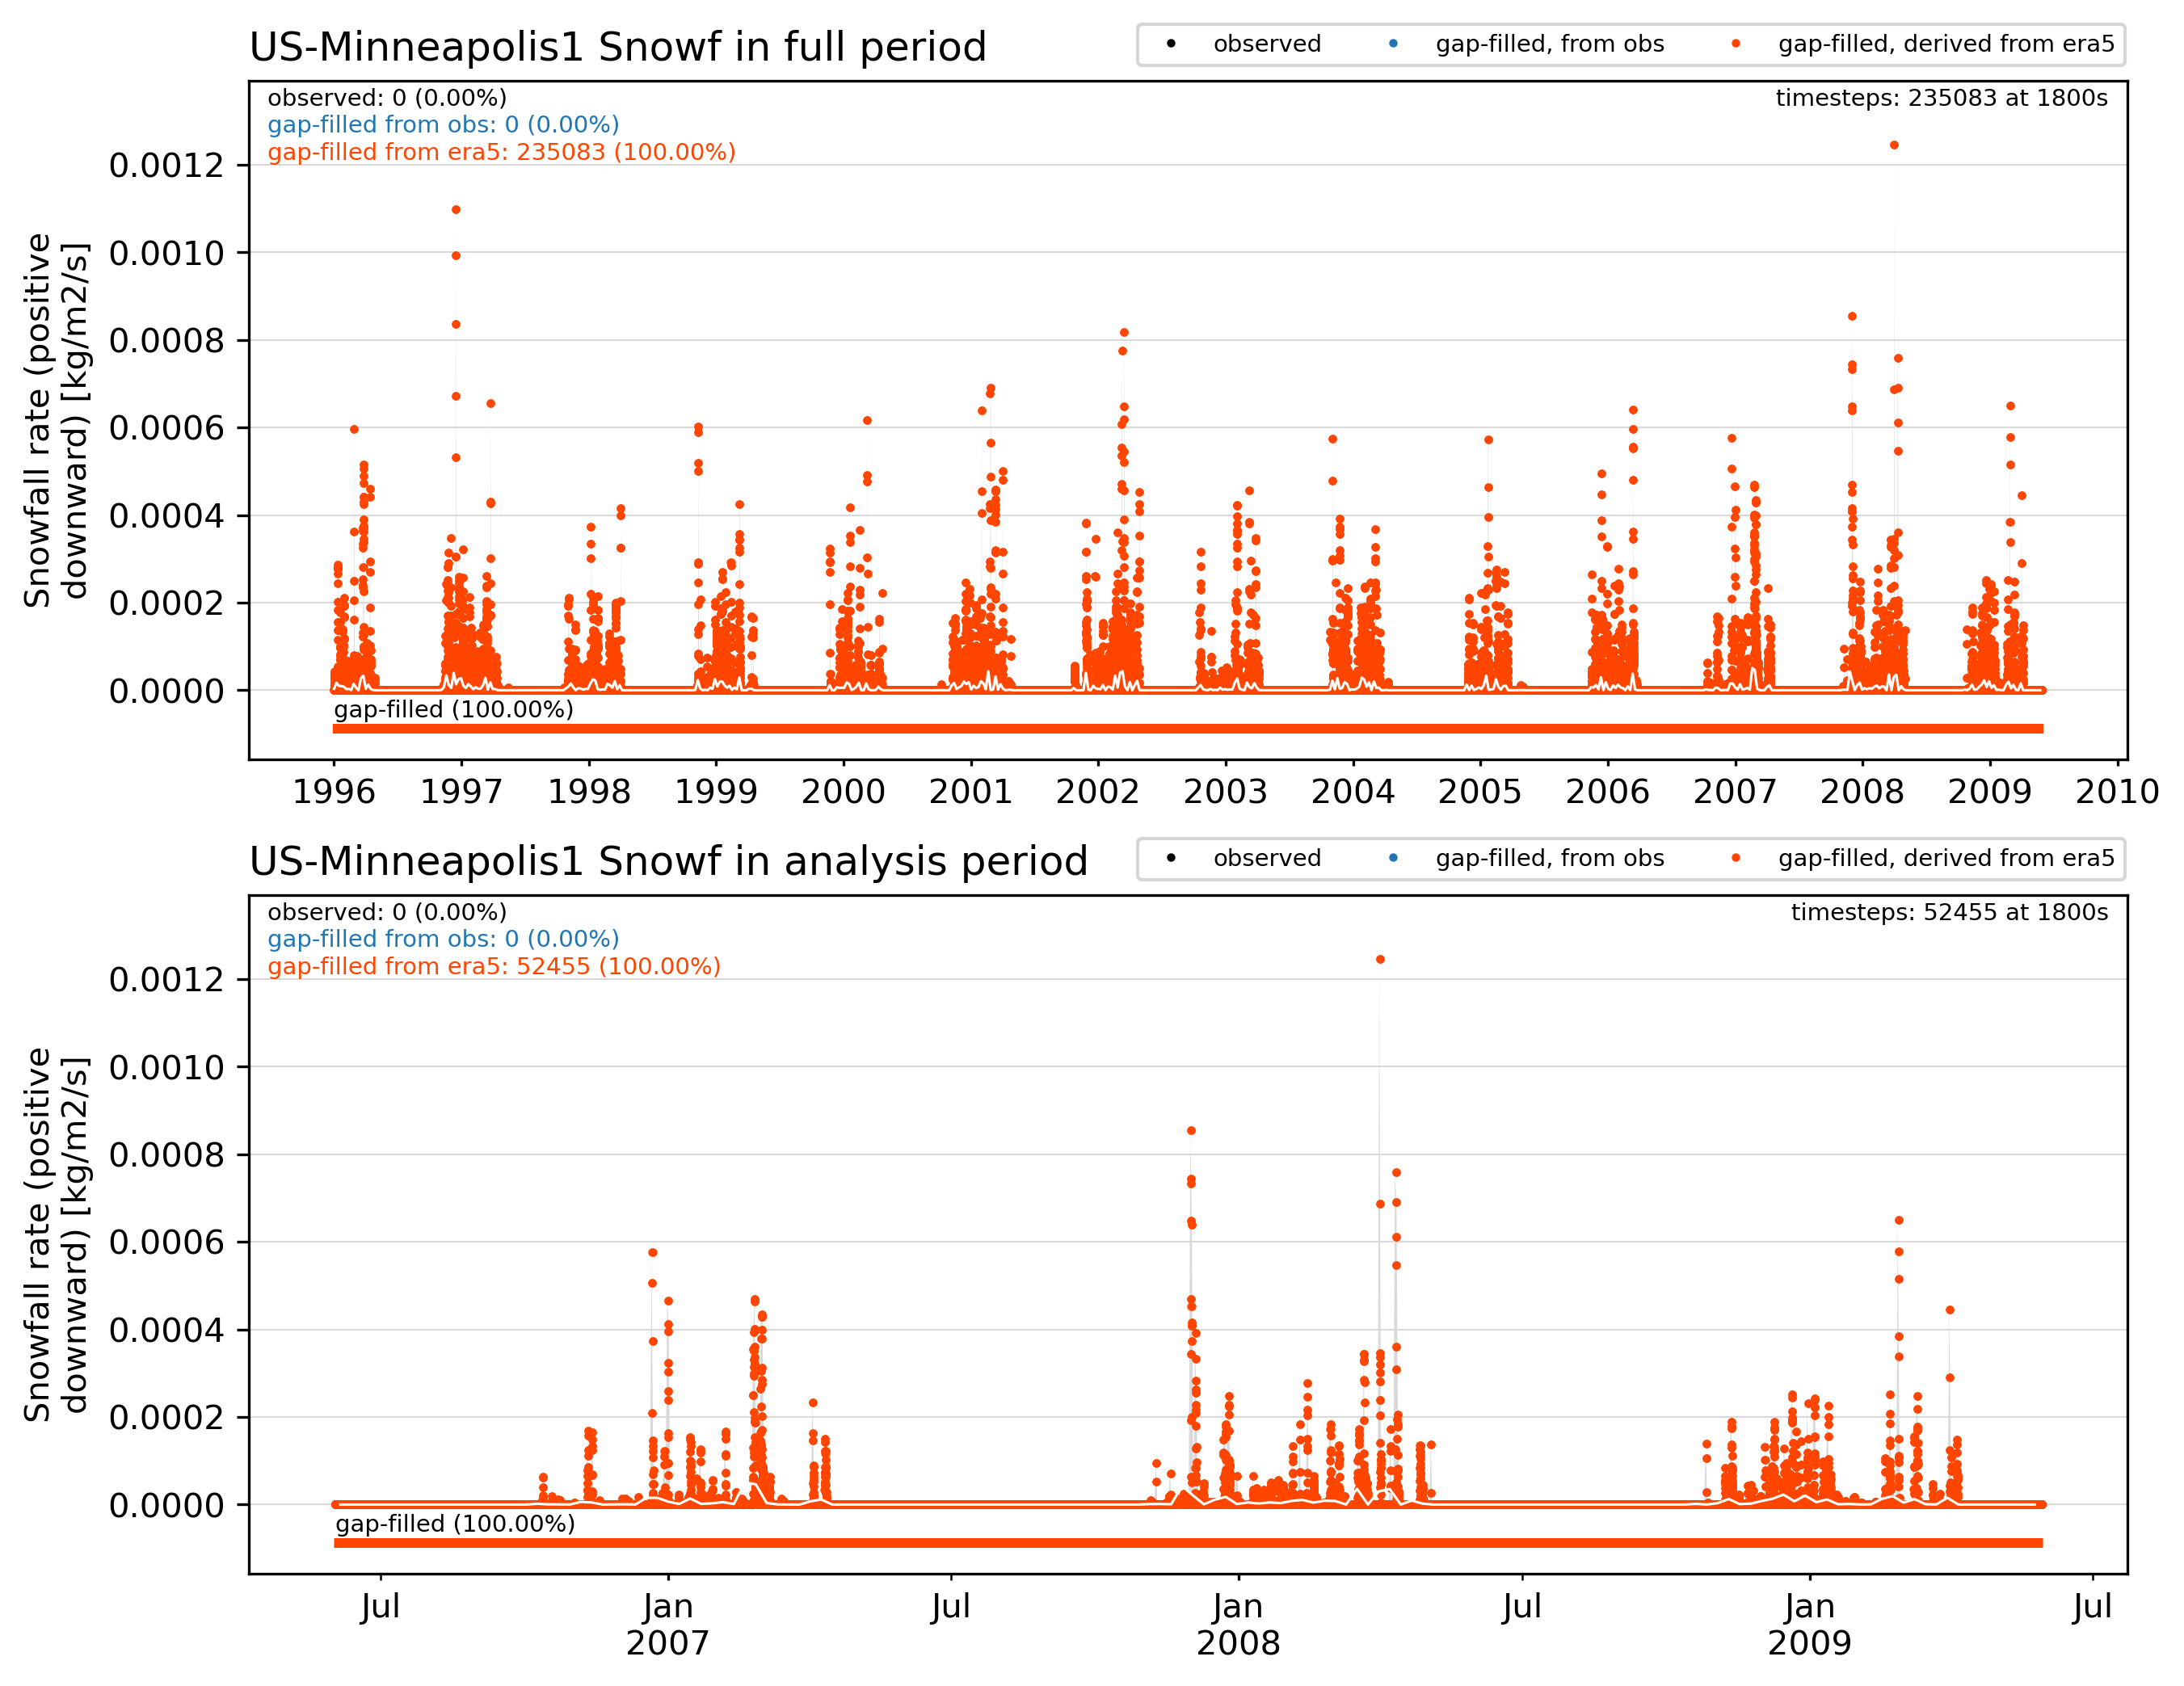 US-Minneapolis1 Snowf in full period
observed
gap-filled, from obs
gap-filled, derived from era5
observed: 0 (0.00%)
gap-filled from obs: 0 (0.00%)
gap-filled from era5: 235083 (100.00%)
timesteps: 235083 at 1800s
Snowfall rate (positive
downward) [kg/m2/s]
0.0012
0.0010
0.0008
0.0006
0.0004
0.0002
0.0000
gap-filled (100.00%)
1996 1997 1998 1999 2000 2001 2002 2003 2004 2005 2006 2007 2008 2009 2010
US-Minneapolis1 Snowf in analysis period
observed
gap-filled, from obs
gap-filled, derived from era5
observed: 0 (0.00%)
gap-filled from obs: 0 (0.00%)
gap-filled from era5: 52455 (100.00%)
timesteps: 52455 at 1800s
Snowfall rate (positive
downward) [kg/m2/s]
0.0012
0.0010
0.0008
0.0006
0.0004
0.0002
0.0000
gap-filled (100.00%)
Jul Jan Jul Jan Jul Jan Jul
2007 2008 2009